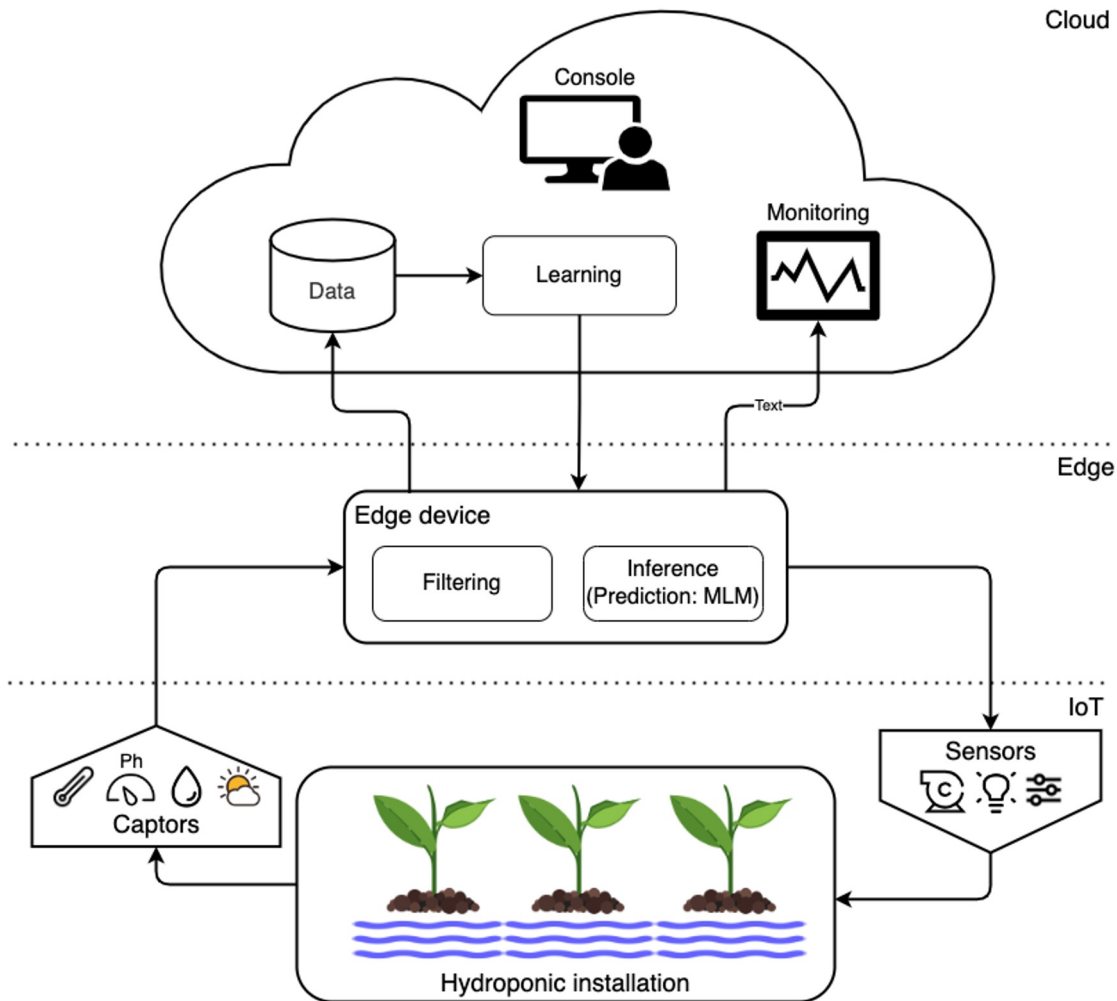 Cloud
Console
Monitoring
Data
Learning
Text
Edge
Edge device
Filtering
Inference
(Prediction: MLM)
IoT
Ph
Captors
Sensors
C
Hydroponic installation